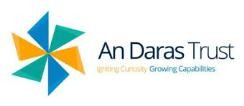 An Daras Trust
Igniting Curiosity Growing Capabilities